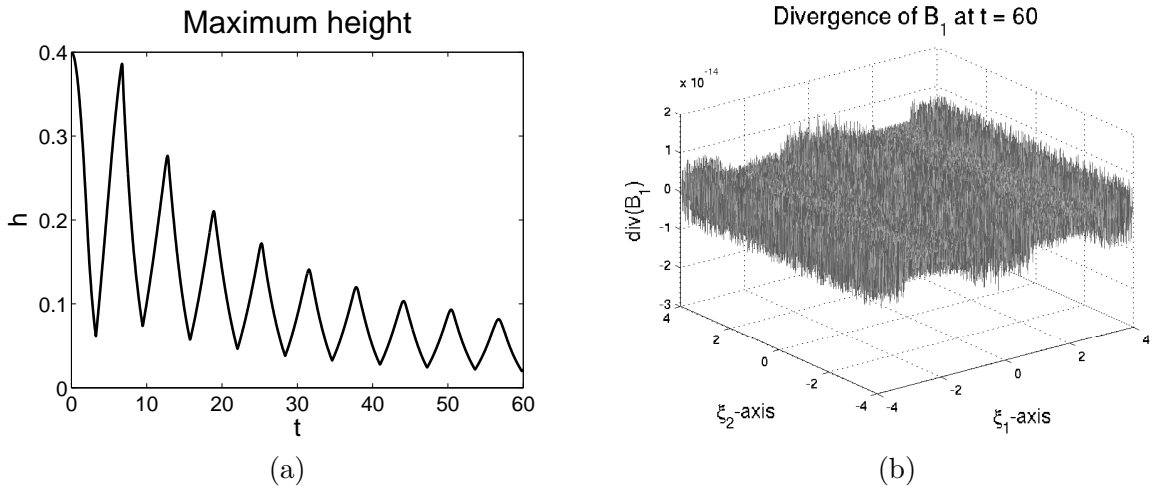 Maximum height
0.4
0.3
0.2
0.1
0
0 10 20 30 40 50 60
h
t
(a)
Divergence of B₁ at t = 60
x 10⁻¹⁴
2
1
0
-1
-2
-3
div(B₁)
4 2 0 -2 -4
ξ₂-axis
-4 -2 0 2 4
ξ₁-axis
(b)